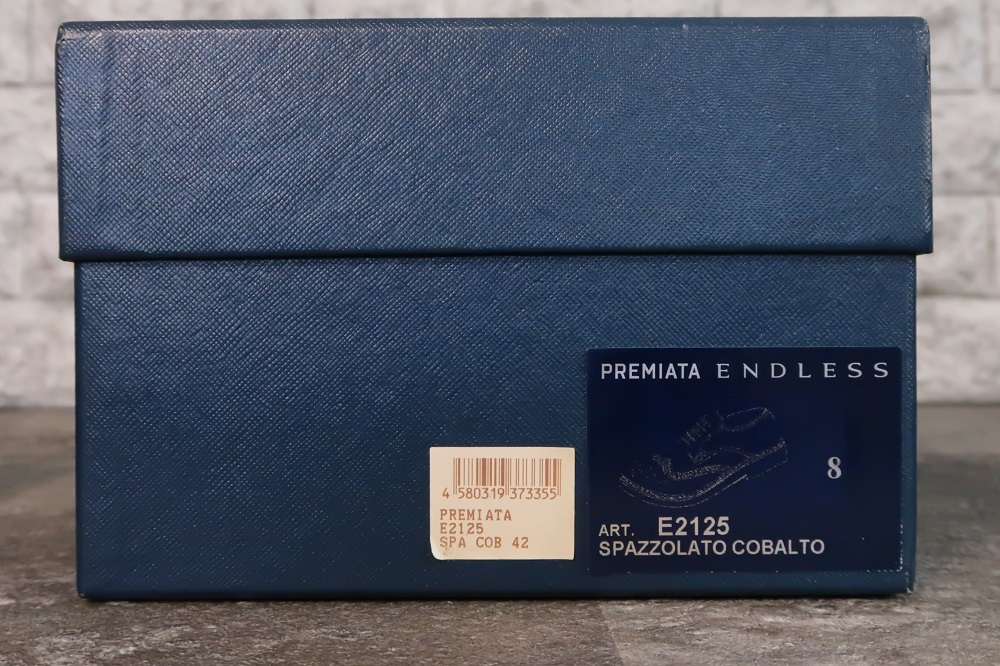 PREMIATA ENDLESS
8
ART. E2125
SPAZZOLATO COBALTO
4 580319 373355
PREMIATA
E2125
SPA COB 42